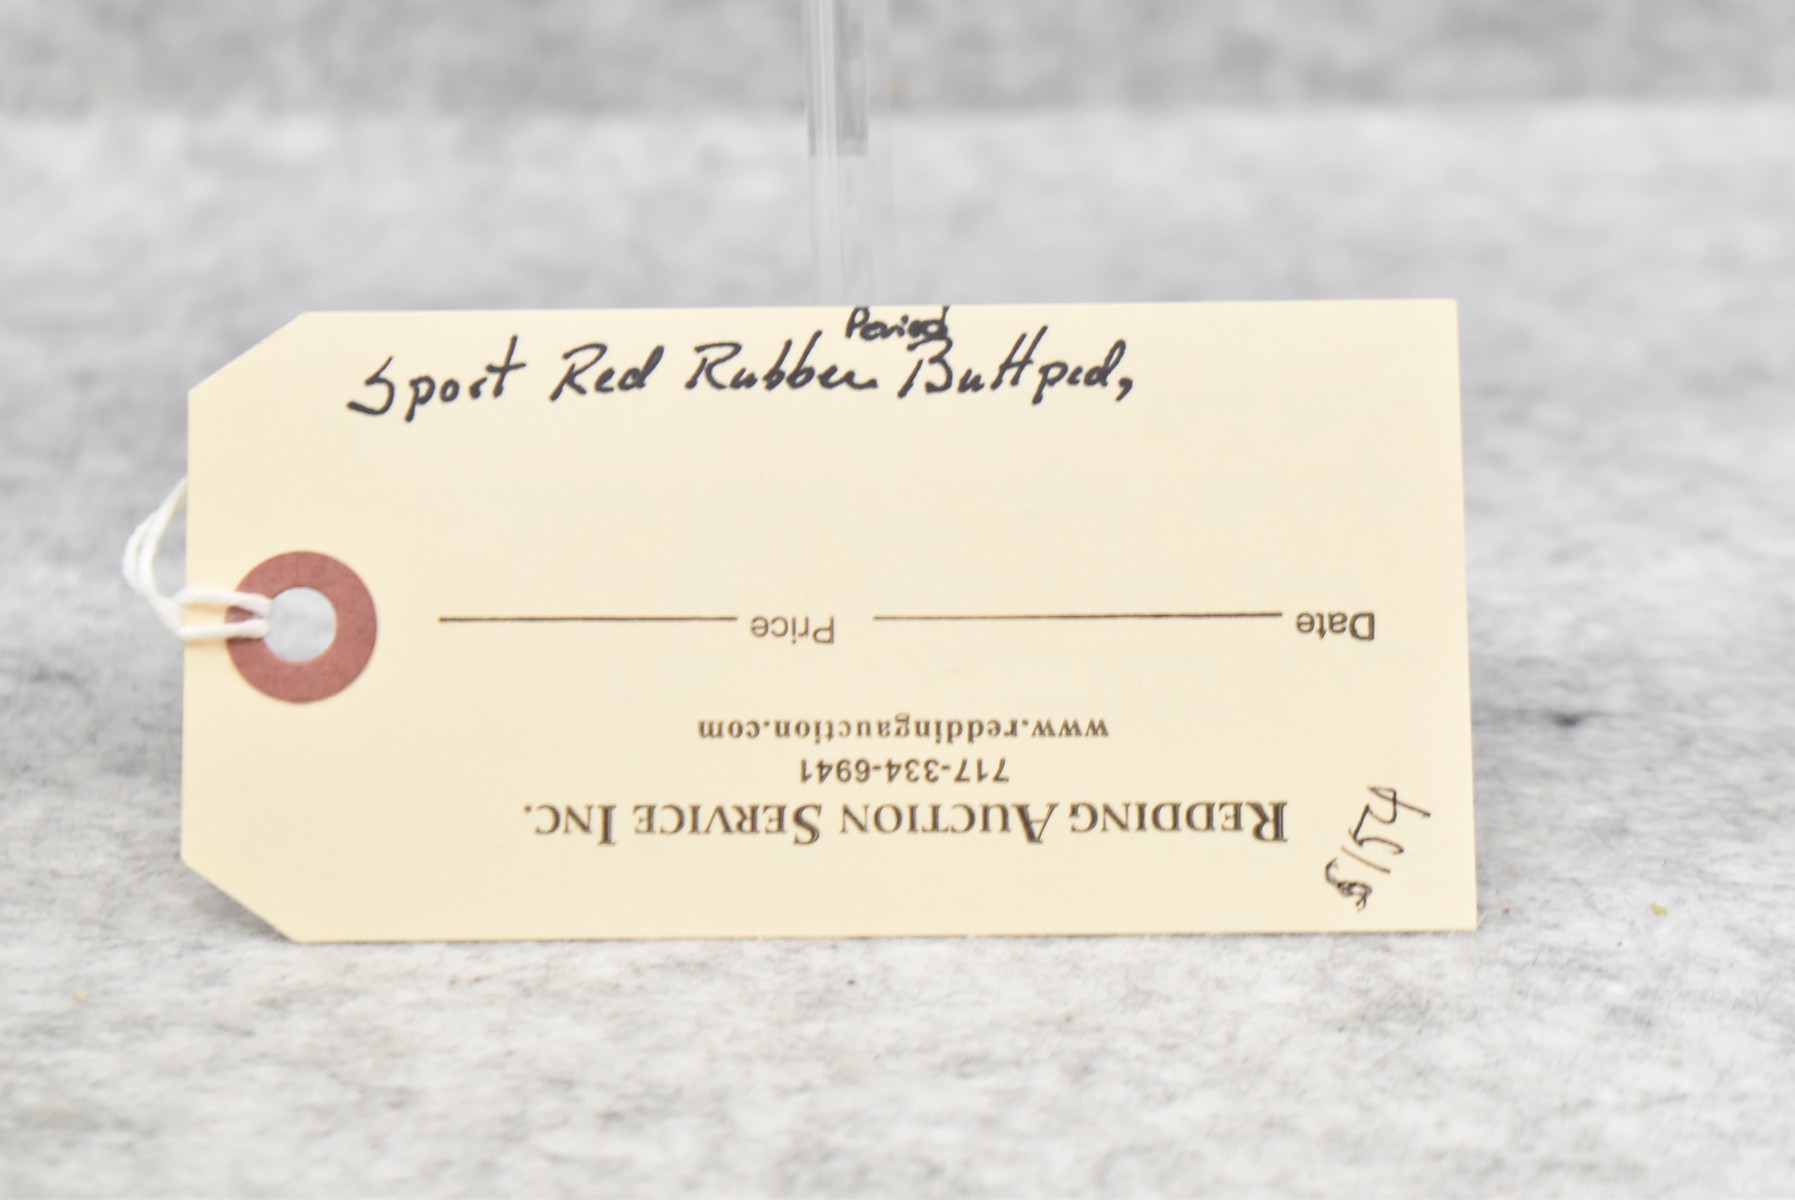 Period
Sport Red Rubber Buttpad,
REDDING AUCTION SERVICE INC.
717-334-6941
www.reddingauction.com
Date Price